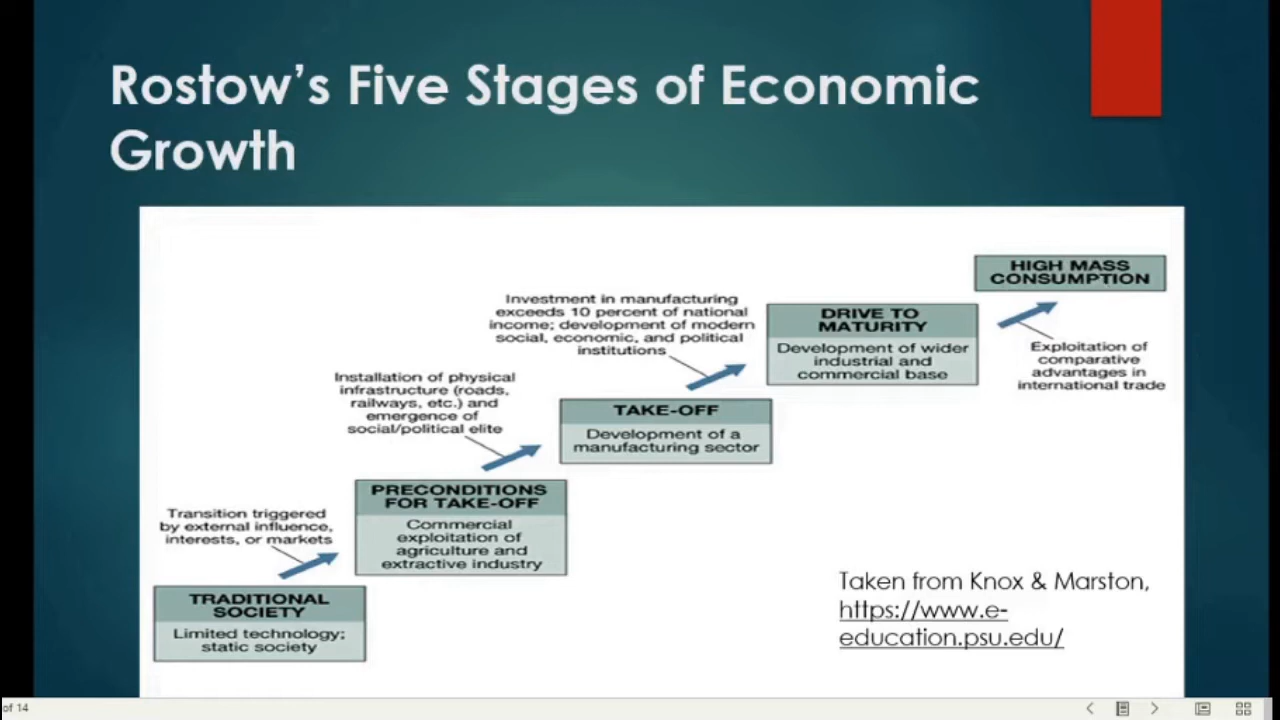 Rostow's Five Stages of Economic
Growth
HIGH MASS
CONSUMPTION
Investment in manufacturing
exceeds 10 percent of national
income; development of modern
social, economic, and political
institutions
DRIVE TO
MATURITY
Development of wider
industrial and
commercial base
Exploitation of
comparative
advantages in
international trade
Installation of physical
infrastructure (roads,
railways, etc.) and
emergence of
social/political elite
TAKE-OFF
Development of a
manufacturing sector
PRECONDITIONS
FOR TAKE-OFF
Commercial
exploitation of
agriculture and
extractive industry
Transition triggered
by external influence,
interests, or markets
TRADITIONAL
SOCIETY
Limited technology;
static society
Taken from Knox & Marston,
https://www.e-
education.psu.edu/
of 14